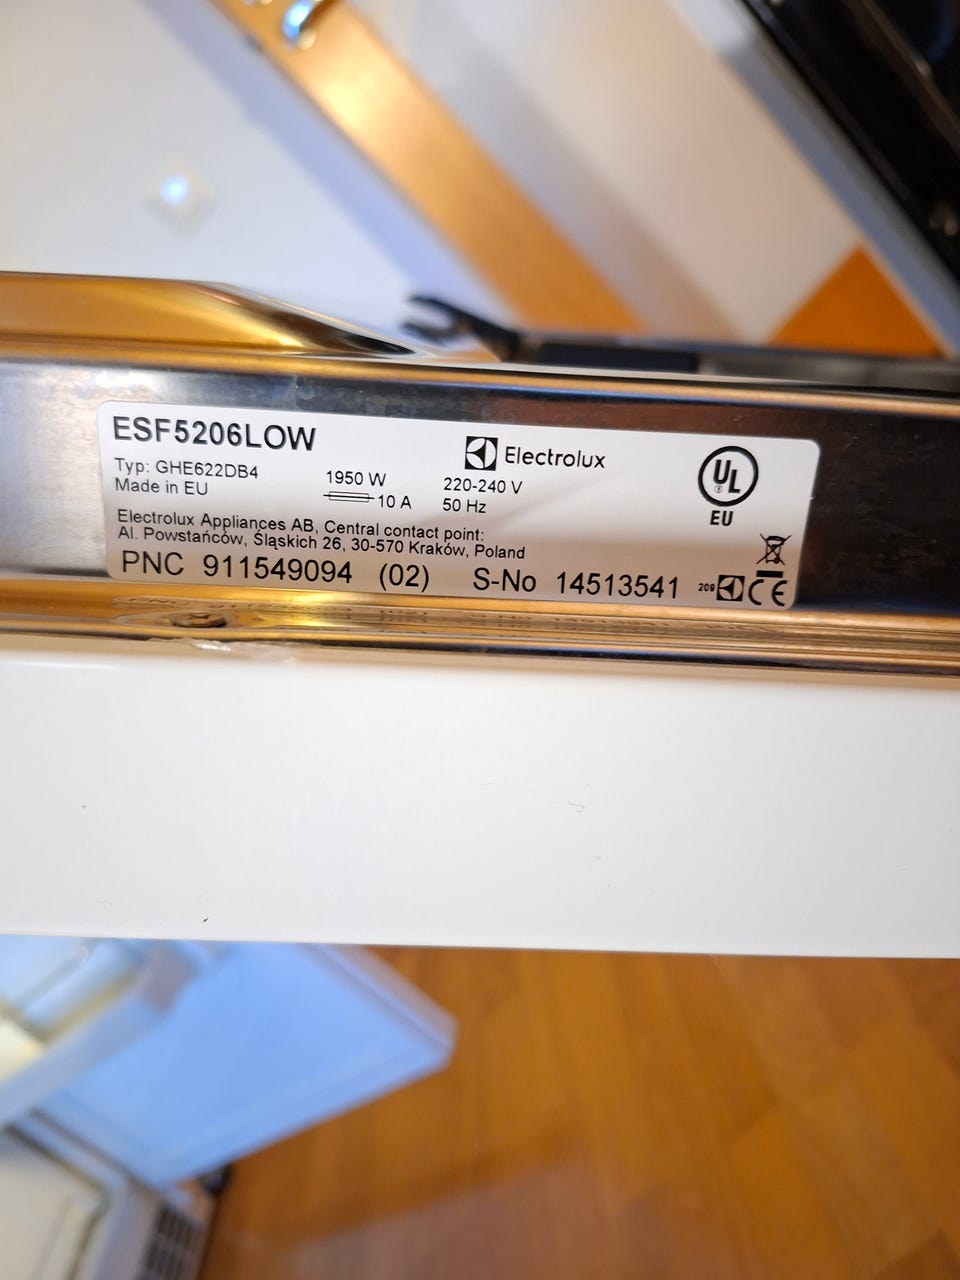 ESF5206LOW
Electrolux
Typ: GHE622DB4
Made in EU
1950 W
10 A
220-240 V
50 Hz
UL
EU
Electrolux Appliances AB, Central contact point:
Al. Powstańców, Śląskich 26, 30-570 Kraków, Poland
PNC 911549094 (02) S-No 14513541
209
CE